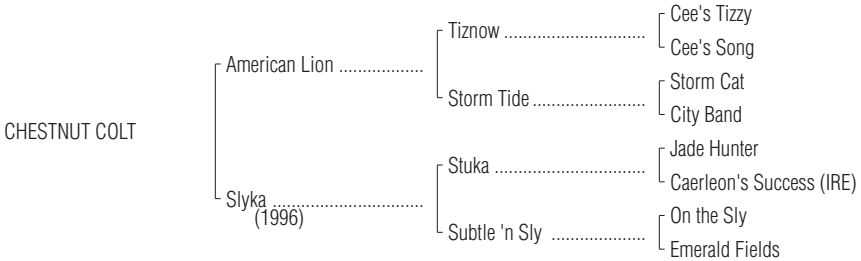 Cee's Tizzy
Tiznow ..............................
Cee's Song
American Lion ..................
Storm Cat
Storm Tide........................
City Band
CHESTNUT COLT
Jade Hunter
Stuka ................................
Caerleon's Success (IRE)
Slyka ................................
(1996)
On the Sly
Subtle 'n Sly ....................
Emerald Fields